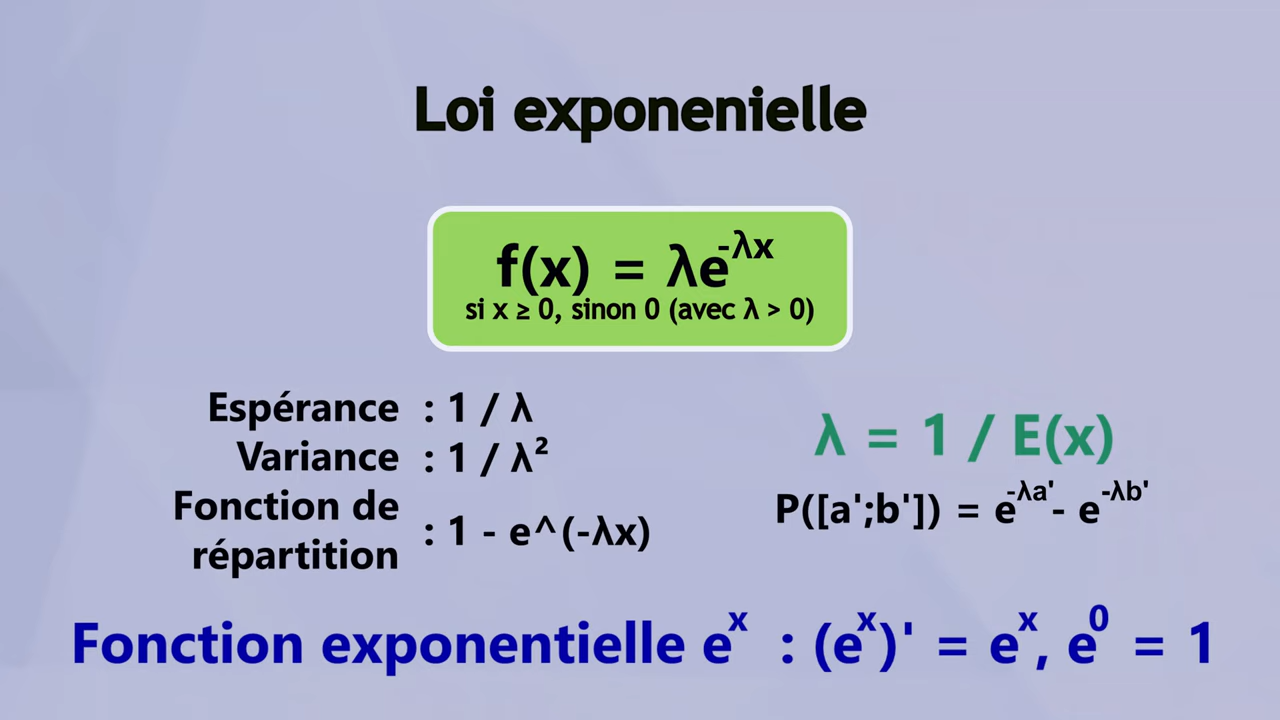 Loi exponenielle
f(x) = λe^-λx
si x ≥ 0, sinon 0 (avec λ > 0)
Espérance : 1 / λ
Variance : 1 / λ²
Fonction de
répartition : 1 - e^(-λx)
λ = 1 / E(x)
P([a';b']) = e^-λa' - e^-λb'
Fonction exponentielle e^x : (e^x)' = e^x, e^0 = 1